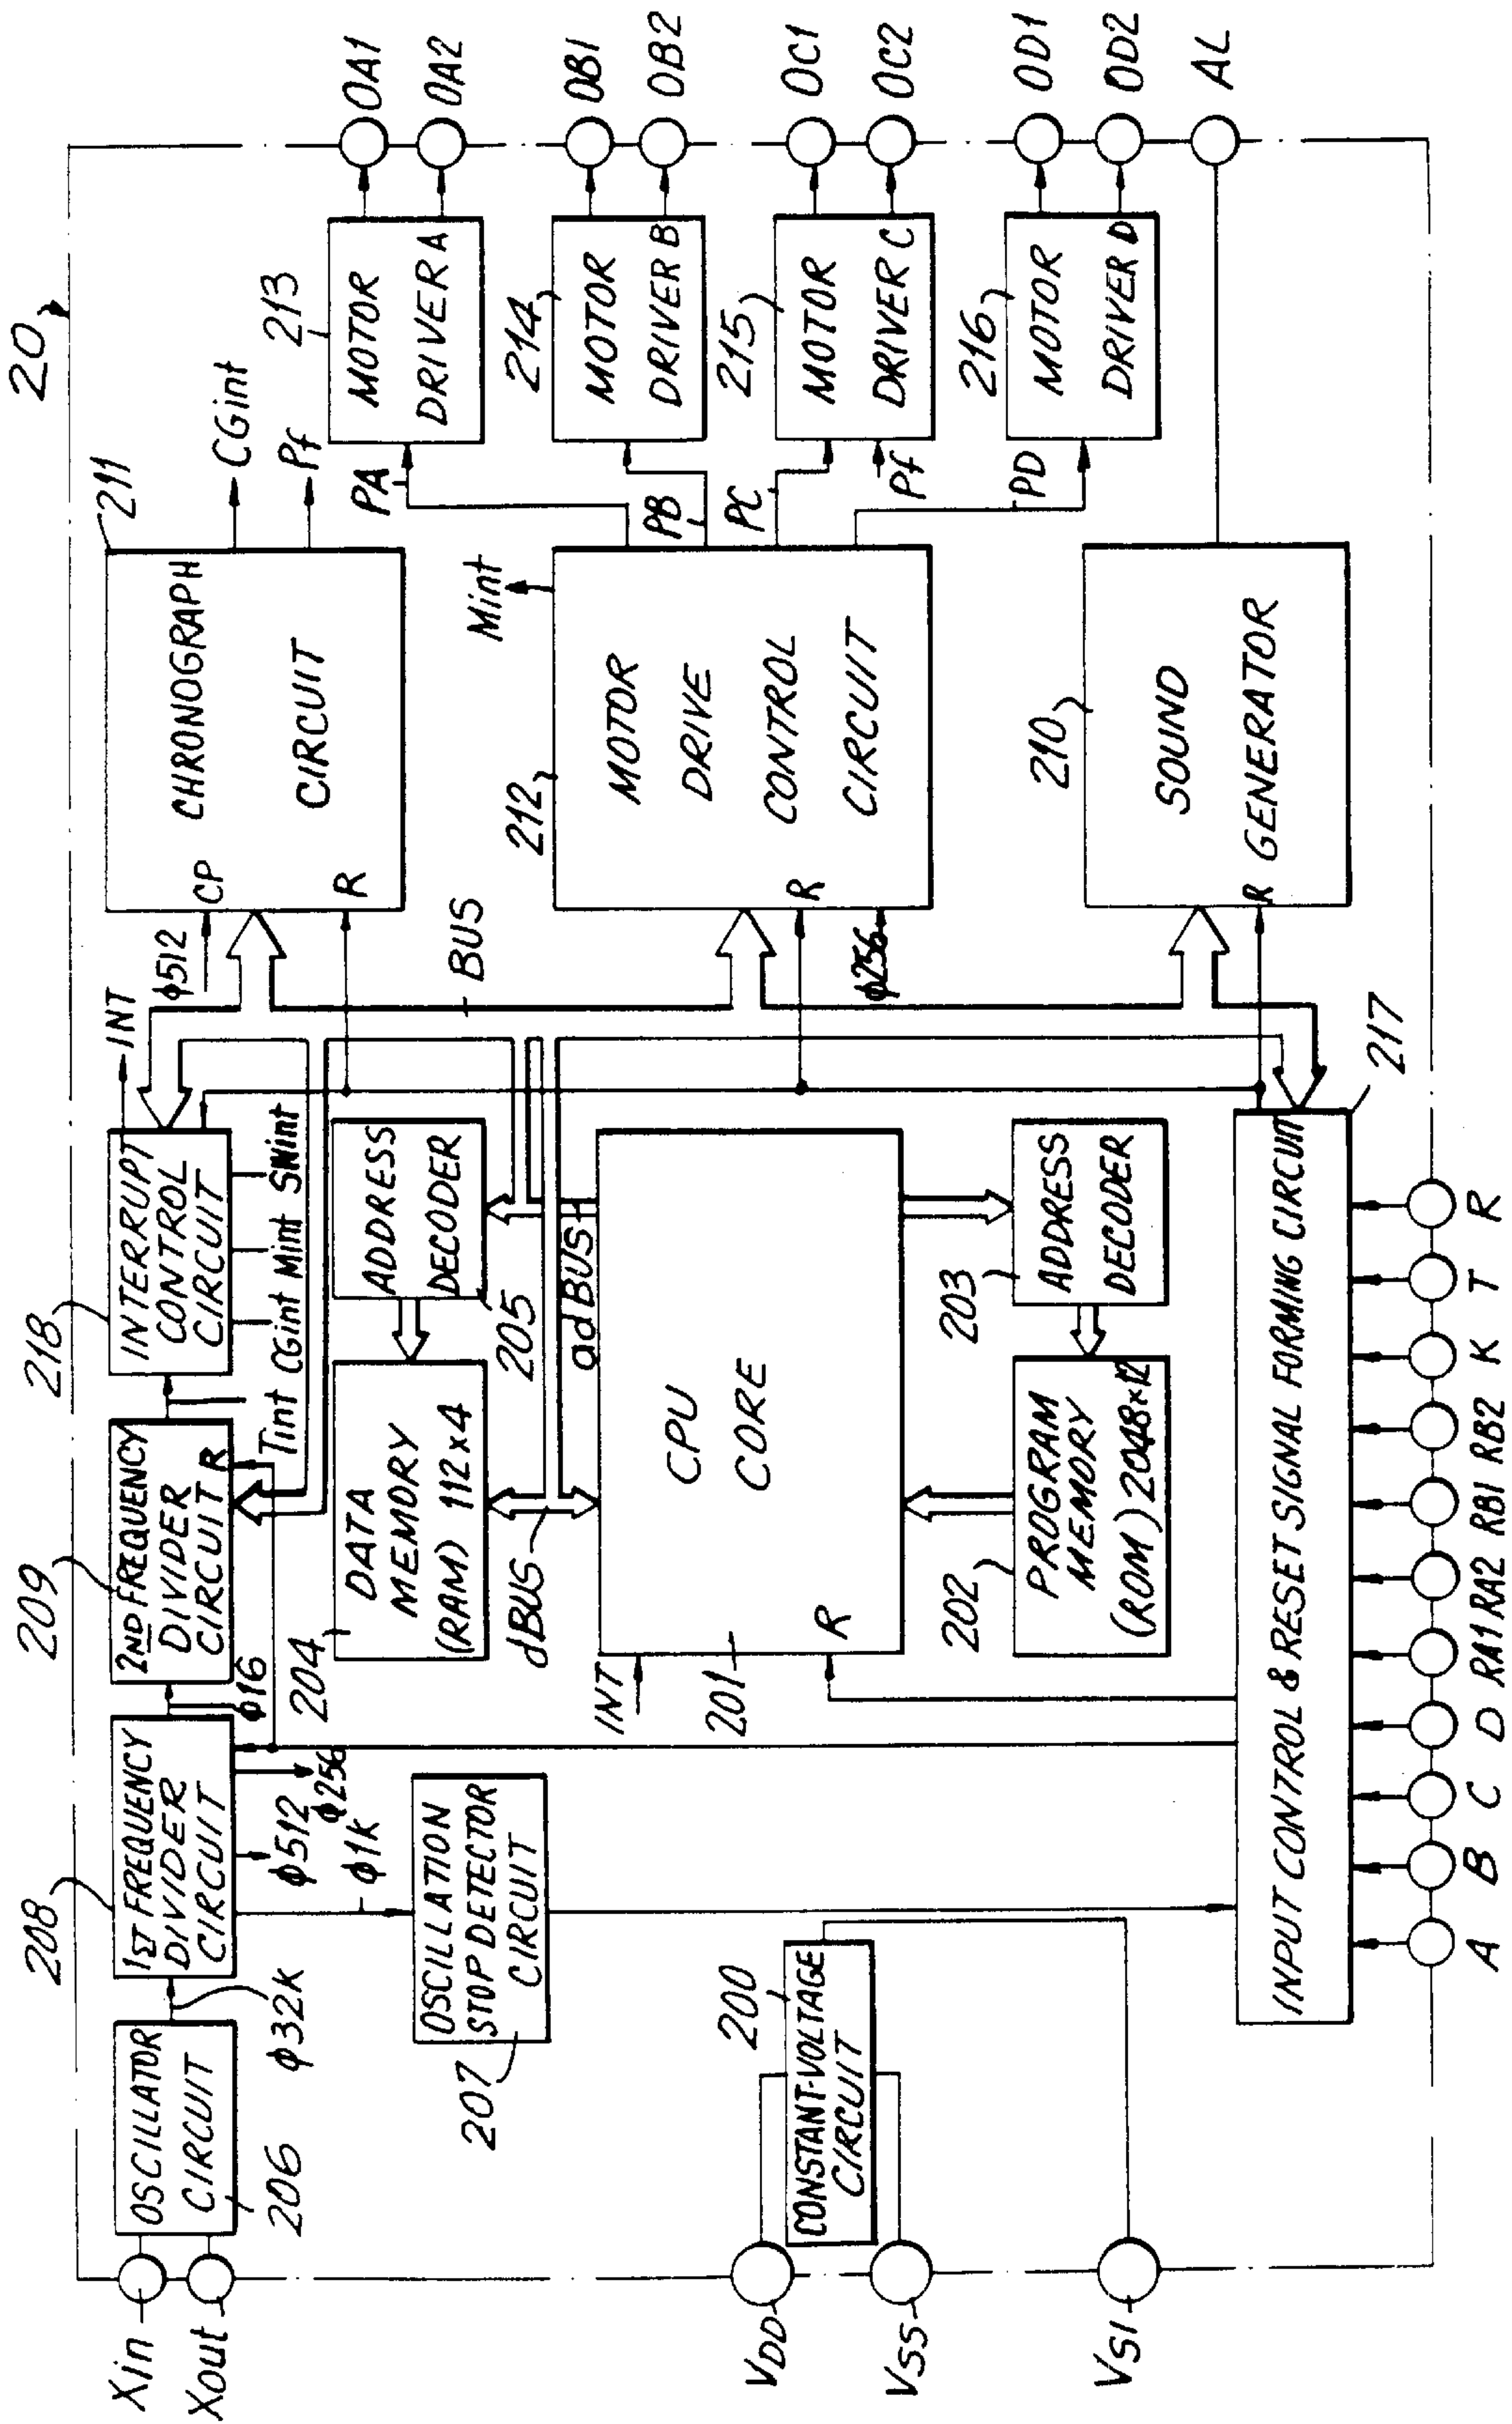 20
Xin
Xout
OSCILLATOR
CIRCUIT
206
ϕ32K
208
1ST FREQUENCY
DIVIDER
CIRCUIT
ϕ512
ϕ256
ϕ1K
ϕ16
209
2ND FREQUENCY
DIVIDER
CIRCUIT R
218
INTERRUPT
CONTROL
CIRCUIT
INT
Tint CGint Mint SWint
OSCILLATION
STOP DETECTOR
CIRCUIT
207
204
DATA
MEMORY
(RAM) 112×4
ADDRESS
DECODER
205
dBUS
adBUS
INT
201
CPU
CORE
R
202
PROGRAM
MEMORY
(ROM) 2048×12
203
ADDRESS
DECODER
VDD
VSS
VS1
200
CONSTANT-VOLTAGE
CIRCUIT
INPUT CONTROL & RESET SIGNAL FORMING CIRCUIT
217
A B C D RA1 RA2 RB1 RB2 K T R
BUS
ϕ512
CP
R
CHRONOGRAPH
CIRCUIT
211
CGint
Pf
212
MOTOR
DRIVE
CONTROL
CIRCUIT
R
ϕ256
Mint
210
SOUND
R GENERATOR
PA
PB
PC
Pf
PD
213
MOTOR
DRIVER A
214
MOTOR
DRIVER B
215
MOTOR
DRIVER C
216
MOTOR
DRIVER D
OA1
OA2
OB1
OB2
OC1
OC2
OD1
OD2
AL